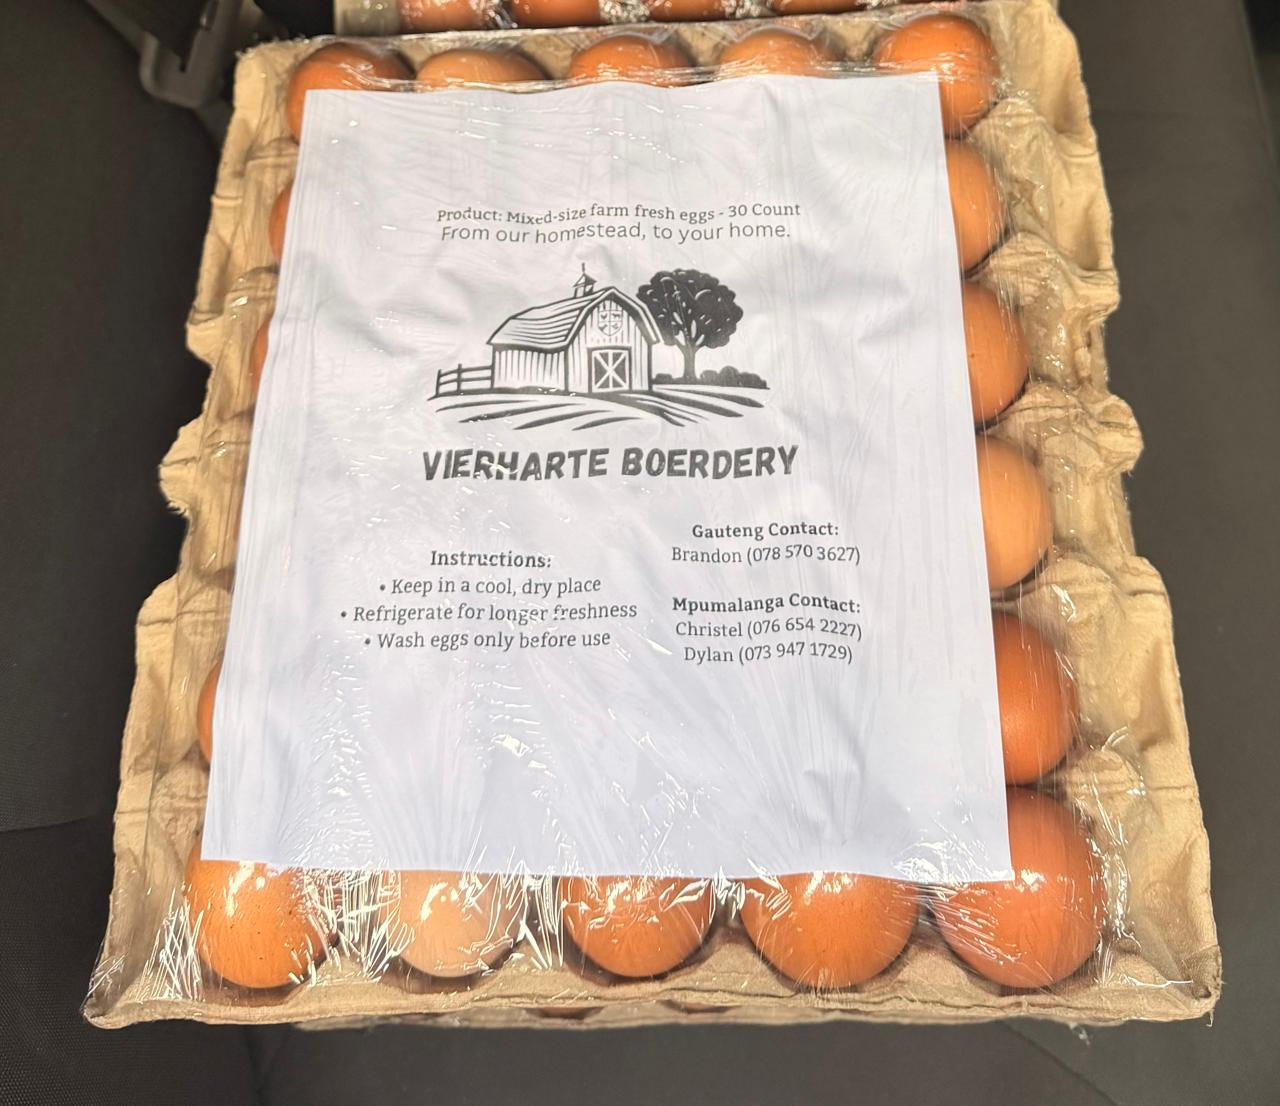 Product: Mixed-size farm fresh eggs - 30 Count
From our homestead, to your home.
VIERHARTE BOERDERY
Instructions:
• Keep in a cool, dry place
• Refrigerate for longer freshness
• Wash eggs only before use
Gauteng Contact:
Brandon (078 570 3627)
Mpumalanga Contact:
Christel (076 654 2227)
Dylan (073 947 1729)